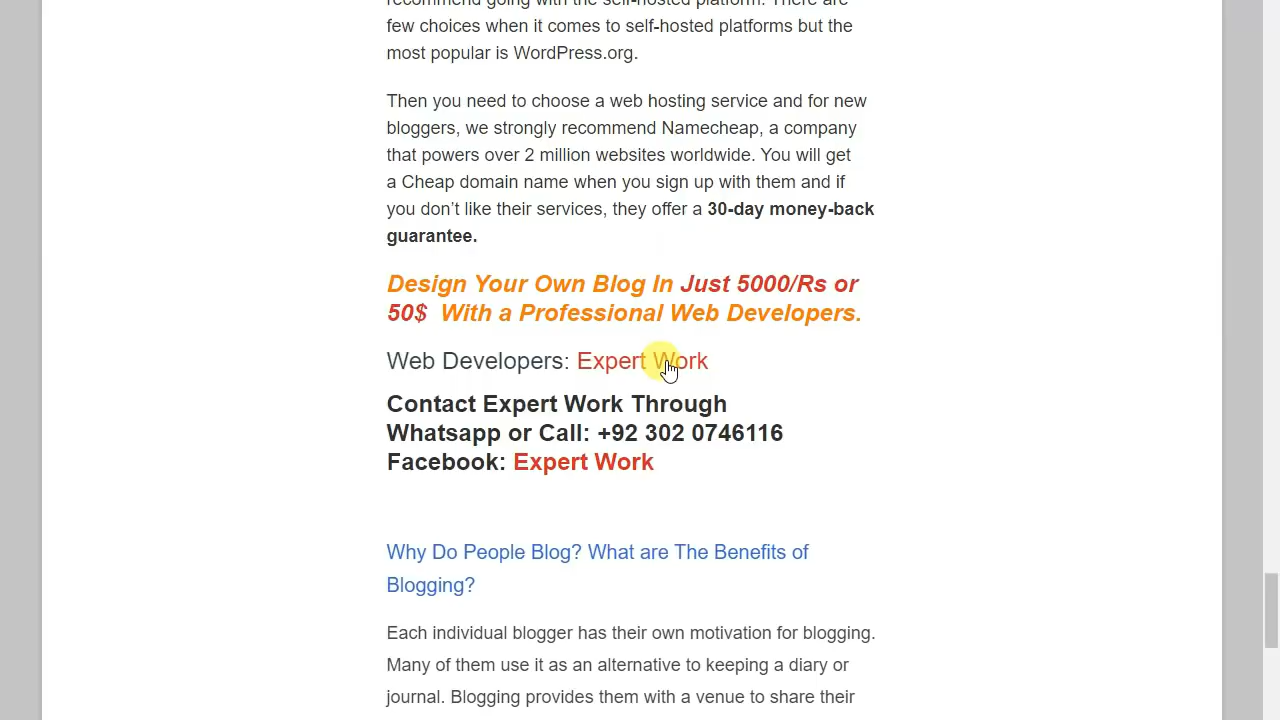 recommend going with the self-hosted platform. There are
few choices when it comes to self-hosted platforms but the
most popular is WordPress.org.
Then you need to choose a web hosting service and for new
bloggers, we strongly recommend Namecheap, a company
that powers over 2 million websites worldwide. You will get
a Cheap domain name when you sign up with them and if
you don’t like their services, they offer a 30-day money-back
guarantee.
Design Your Own Blog In Just 5000/Rs or
50$ With a Professional Web Developers.
Web Developers: Expert Work
Contact Expert Work Through
Whatsapp or Call: +92 302 0746116
Facebook: Expert Work
Why Do People Blog? What are The Benefits of
Blogging?
Each individual blogger has their own motivation for blogging.
Many of them use it as an alternative to keeping a diary or
journal. Blogging provides them with a venue to share their